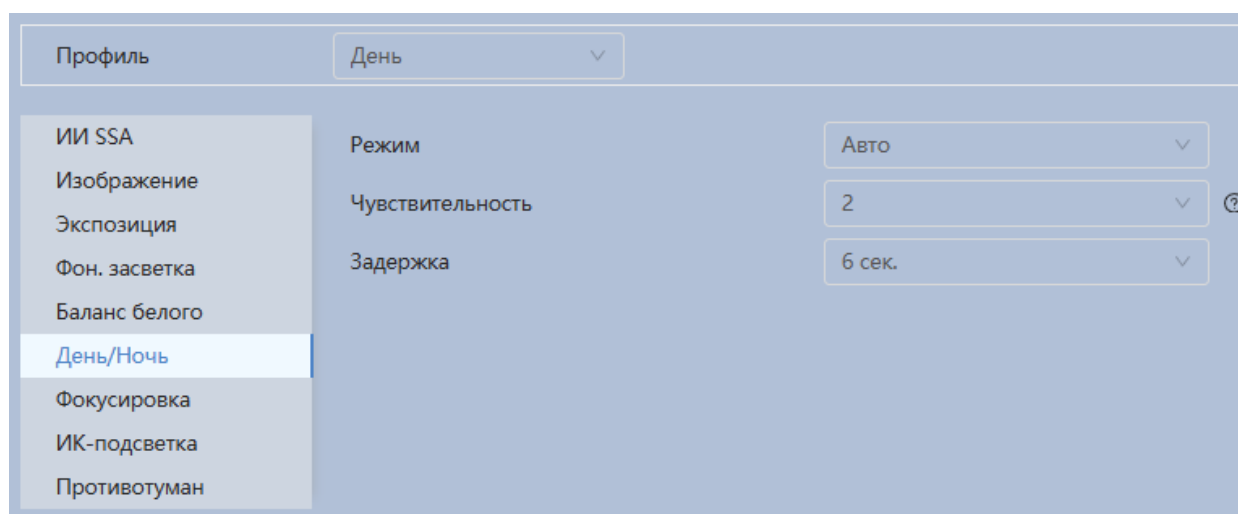 Профиль День
ИИ SSA
Изображение
Экспозиция
Фон. засветка
Баланс белого
День/Ночь
Фокусировка
ИК-подсветка
Противотуман
Режим Авто
Чувствительность 2
Задержка 6 сек.